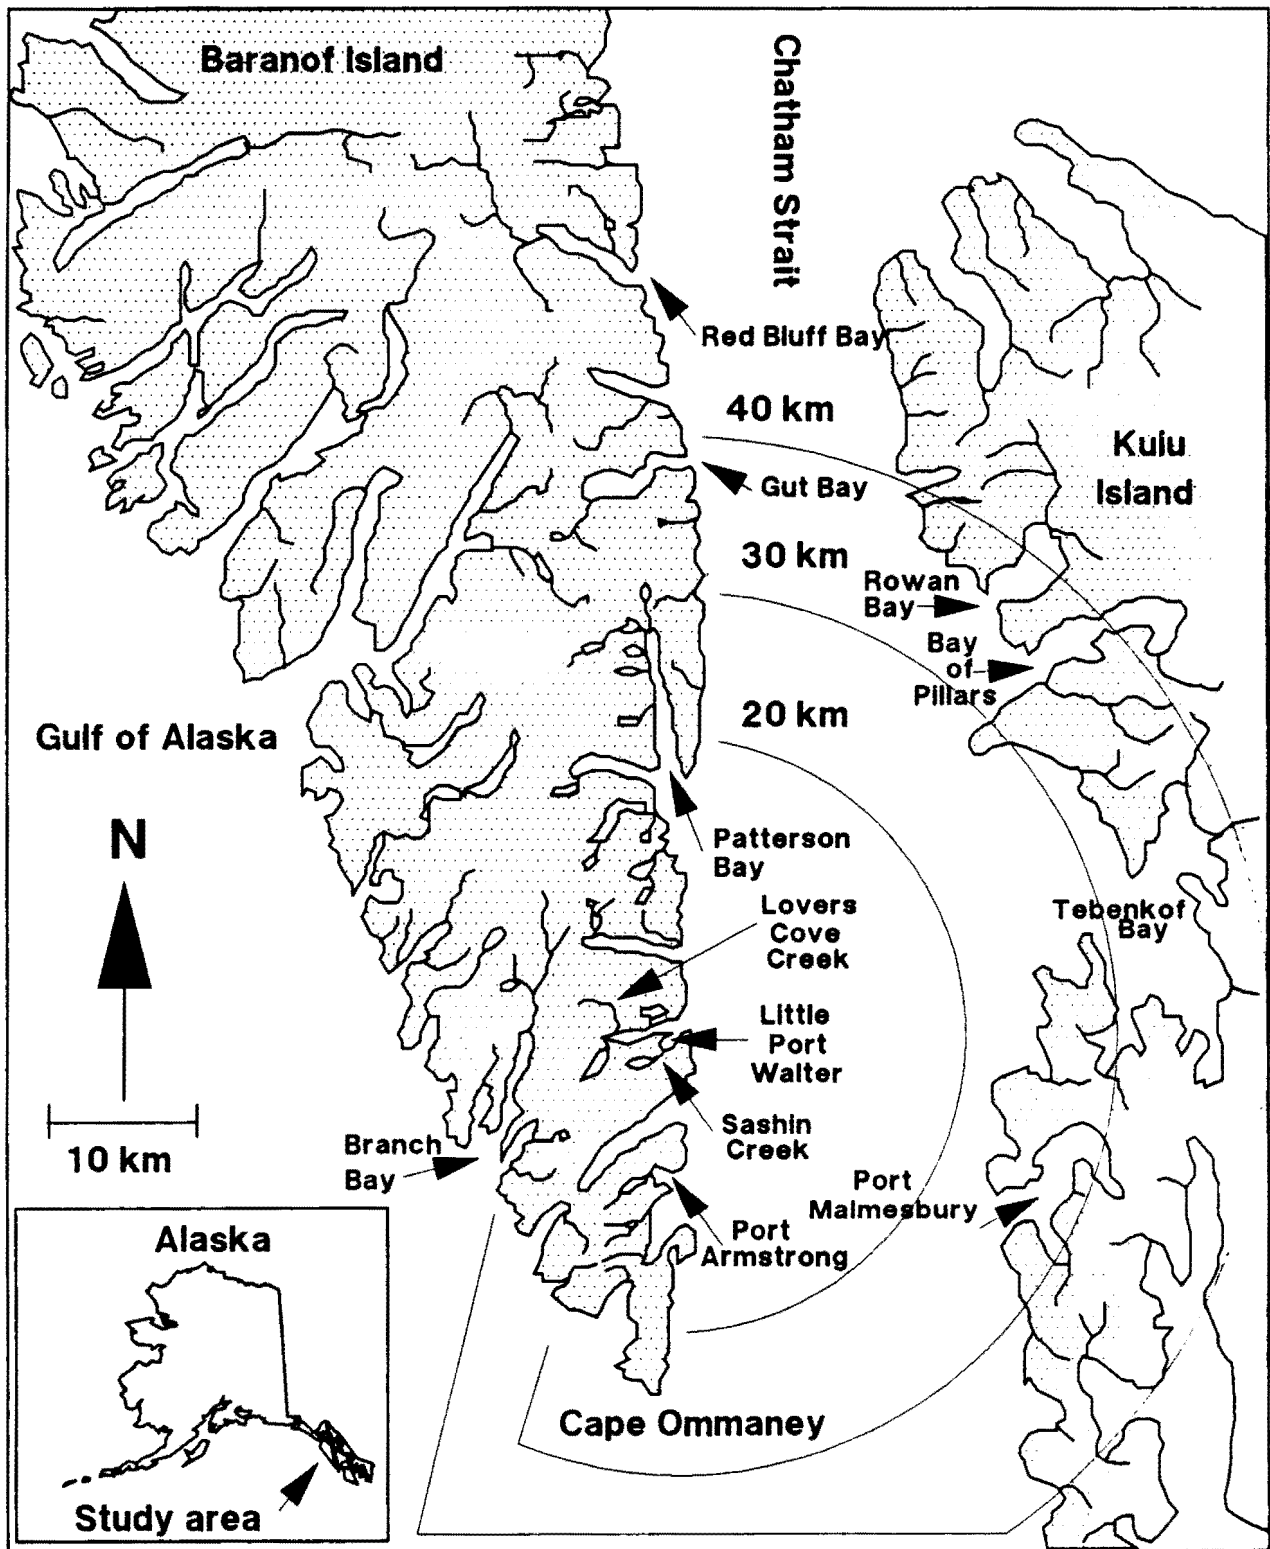 Baranof Island
Chatham Strait
Red Bluff Bay
40 km
Kuiu
Island
Gut Bay
30 km
Rowan
Bay
Bay
of
Pillars
20 km
Gulf of Alaska
N
Patterson
Bay
Lovers
Cove
Creek
Tebenkof
Bay
Little
Port
Walter
Sashin
Creek
10 km
Branch
Bay
Port
Malmesbury
Port
Armstrong
Alaska
Cape Ommaney
Study area